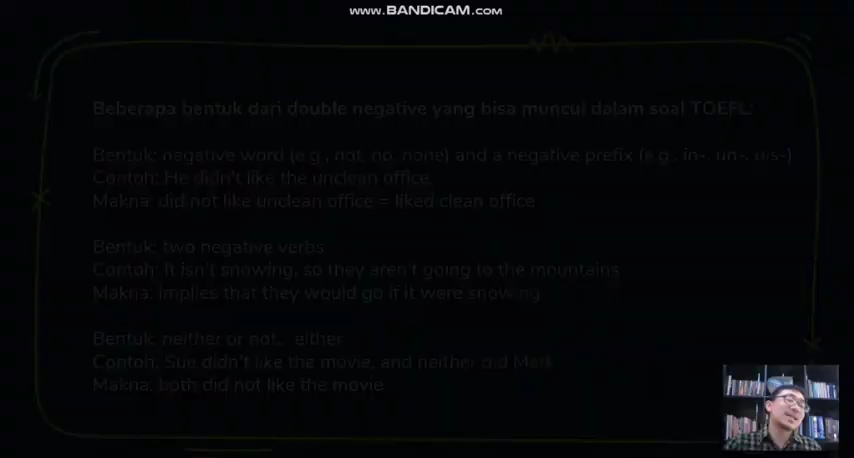 www.BANDICAM.com
Beberapa bentuk dari double negative yang bisa muncul dalam soal TOEFL:
Bentuk: negative word (e.g., not, no, none) and a negative prefix (e.g., in-, un-, dis-)
Contoh: He didn't like the unclean office.
Makna: did not like unclean office = liked clean office
Bentuk: two negative verbs
Contoh: It isn't snowing, so they aren't going to the mountains
Makna: implies that they would go if it were snowing
Bentuk: neither or not... either
Contoh: Sue didn't like the movie, and neither did Mark
Makna: both did not like the movie